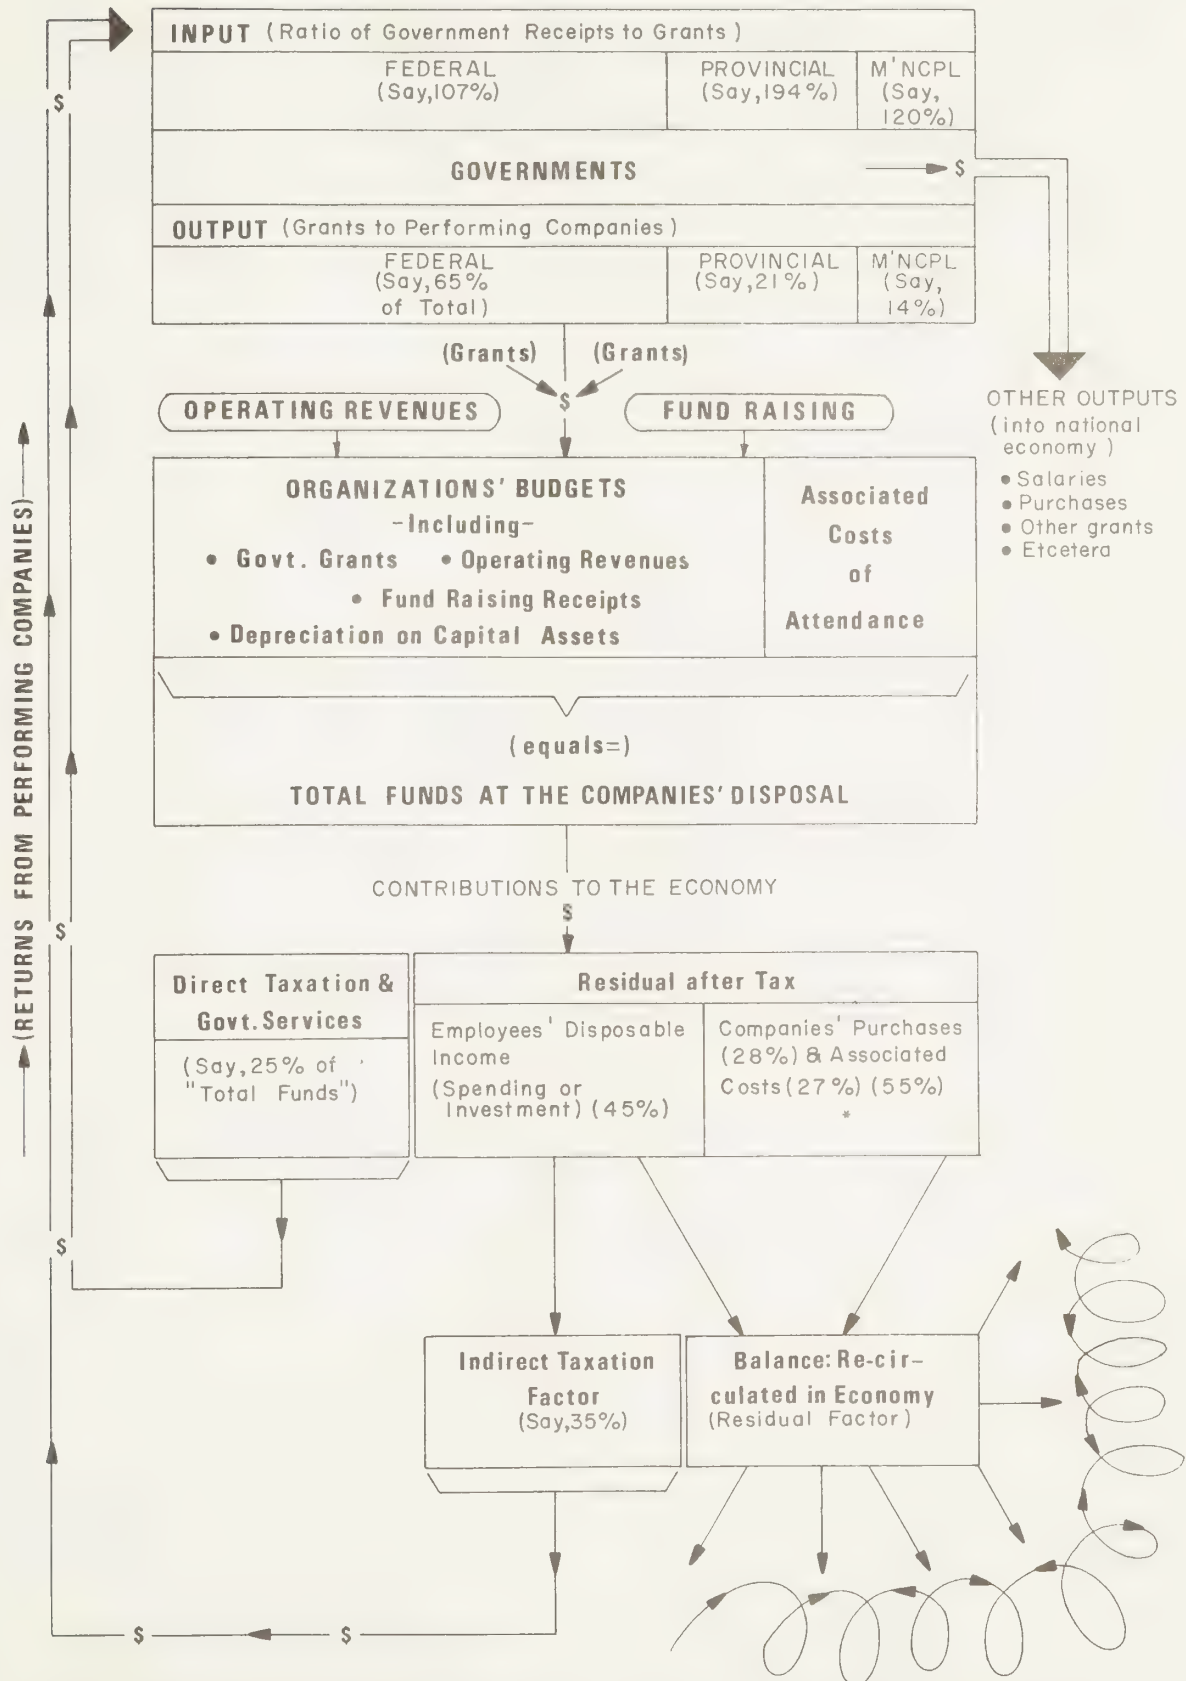 INPUT (Ratio of Government Receipts to Grants)
FEDERAL
(Say,107%)
PROVINCIAL
(Say,194%)
M'NCPL
(Say,
120%)
GOVERNMENTS
$
OUTPUT (Grants to Performing Companies)
FEDERAL
(Say,65%
of Total)
PROVINCIAL
(Say,21%)
M'NCPL
(Say,
14%)
(Grants)
(Grants)
$
OPERATING REVENUES
FUND RAISING
OTHER OUTPUTS
(into national
economy)
• Salaries
• Purchases
• Other grants
• Etcetera
ORGANIZATIONS' BUDGETS
-Including-
• Govt. Grants • Operating Revenues
• Fund Raising Receipts
• Depreciation on Capital Assets
Associated
Costs
of
Attendance
(equals=)
TOTAL FUNDS AT THE COMPANIES' DISPOSAL
CONTRIBUTIONS TO THE ECONOMY
$
Direct Taxation &
Govt. Services
(Say,25% of
"Total Funds")
Residual after Tax
Employees' Disposable
Income
(Spending or
Investment) (45%)
Companies' Purchases
(28%) & Associated
Costs (27%) (55%)
*
Indirect Taxation
Factor
(Say,35%)
Balance: Re-cir-
culated in Economy
(Residual Factor)
(RETURNS FROM PERFORMING COMPANIES)
$
$
$
$
$